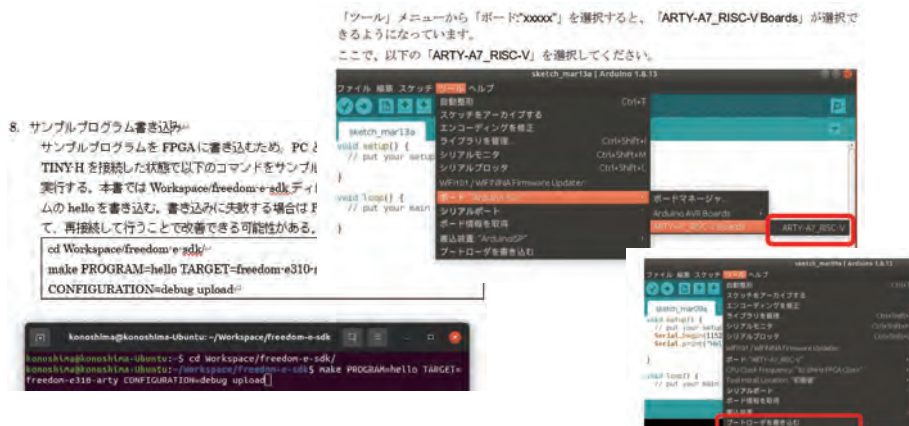 「ツール」メニューから「ボード:"xxxxx"」を選択すると、「ARTY-A7_RISC-V Boards」が選択で
きるようになっています。
ここで、以下の「ARTY-A7_RISC-V」を選択してください。
sketch_mar13a | Arduino 1.8.13
ファイル 編集 スケッチ ツール ヘルプ
sketch_mar13a
void setup() {
// put your setup
}
void loop() {
// put your main
自動整形 Ctrl+T
スケッチをアーカイブする
エンコーディングを修正
ライブラリを管理... Ctrl+Shift+I
シリアルモニタ Ctrl+Shift+M
シリアルプロッタ Ctrl+Shift+L
WiFi101 / WiFiNINA Firmware Updater
シリアルポート
ボード情報を取得
書込装置: "ArduinoISP"
ブートローダを書き込む
ボードマネージャ...
Arduino AVR Boards
ARTY-A7_RISC-V Boards
ARTY-A7_RISC-V
8. サンプルプログラム書き込み
サンプルプログラムを FPGA に書き込むため、PC と
TINY-H を接続した状態で以下のコマンドをサンプル
実行する。本書では Workspace/freedom-e-sdk ディ
ムの hello を書き込む。書き込みに失敗する場合は
て、再接続して行うことで改善できる可能性がある。
cd Workspace/freedom-e-sdk/
make PROGRAM=hello TARGET=freedom-e310-
CONFIGURATION=debug upload
konoshima@konoshima-Ubuntu: ~/Workspace/freedom-e-sdk
konoshima@konoshima-Ubuntu:~$ cd Workspace/freedom-e-sdk/
konoshima@konoshima-Ubuntu:~/Workspace/freedom-e-sdk$ make PROGRAM=hello TARGET=
freedom-e310-arty CONFIGURATION=debug upload
ファイル 編集 スケッチ ツール ヘルプ
void setup() {
// put your setup
}
void loop() {
// put your main
自動整形
スケッチをアーカイブする
エンコーディングを修正
ライブラリを管理...
シリアルモニタ
シリアルプロッタ
WiFi101 / WiFiNINA Firmware Updater
ボード: "ARTY-A7_RISC-V"
シリアルポート
ボード情報を取得
書込装置
ブートローダを書き込む